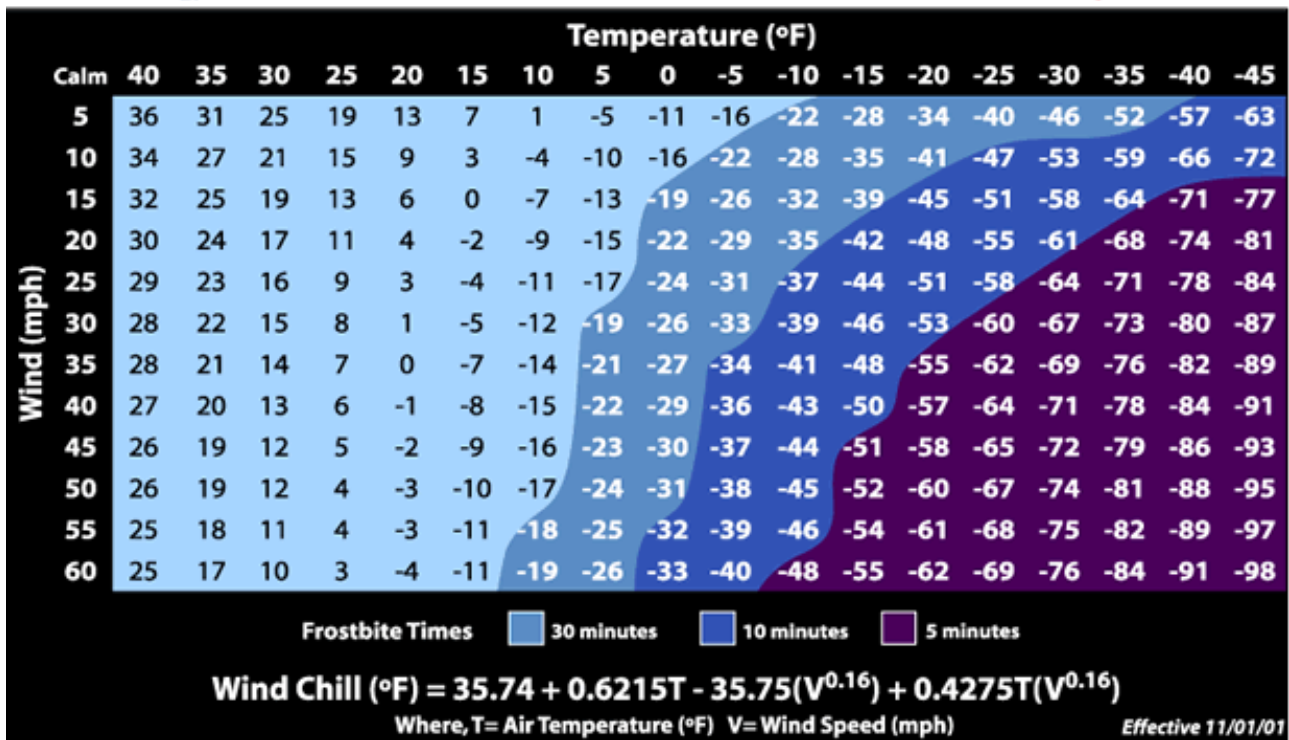 Temperature (ºF)
Calm 40 35 30 25 20 15 10 5 0 -5 -10 -15 -20 -25 -30 -35 -40 -45
5 36 31 25 19 13 7 1 -5 -11 -16 -22 -28 -34 -40 -46 -52 -57 -63
10 34 27 21 15 9 3 -4 -10 -16 -22 -28 -35 -41 -47 -53 -59 -66 -72
15 32 25 19 13 6 0 -7 -13 -19 -26 -32 -39 -45 -51 -58 -64 -71 -77
20 30 24 17 11 4 -2 -9 -15 -22 -29 -35 -42 -48 -55 -61 -68 -74 -81
25 29 23 16 9 3 -4 -11 -17 -24 -31 -37 -44 -51 -58 -64 -71 -78 -84
30 28 22 15 8 1 -5 -12 -19 -26 -33 -39 -46 -53 -60 -67 -73 -80 -87
35 28 21 14 7 0 -7 -14 -21 -27 -34 -41 -48 -55 -62 -69 -76 -82 -89
40 27 20 13 6 -1 -8 -15 -22 -29 -36 -43 -50 -57 -64 -71 -78 -84 -91
45 26 19 12 5 -2 -9 -16 -23 -30 -37 -44 -51 -58 -65 -72 -79 -86 -93
50 26 19 12 4 -3 -10 -17 -24 -31 -38 -45 -52 -60 -67 -74 -81 -88 -95
55 25 18 11 4 -3 -11 -18 -25 -32 -39 -46 -54 -61 -68 -75 -82 -89 -97
60 25 17 10 3 -4 -11 -19 -26 -33 -40 -48 -55 -62 -69 -76 -84 -91 -98
Wind (mph)
Frostbite Times 30 minutes 10 minutes 5 minutes
Wind Chill (ºF) = 35.74 + 0.6215T - 35.75(V^0.16) + 0.4275T(V^0.16)
Where, T= Air Temperature (ºF) V= Wind Speed (mph)
Effective 11/01/01